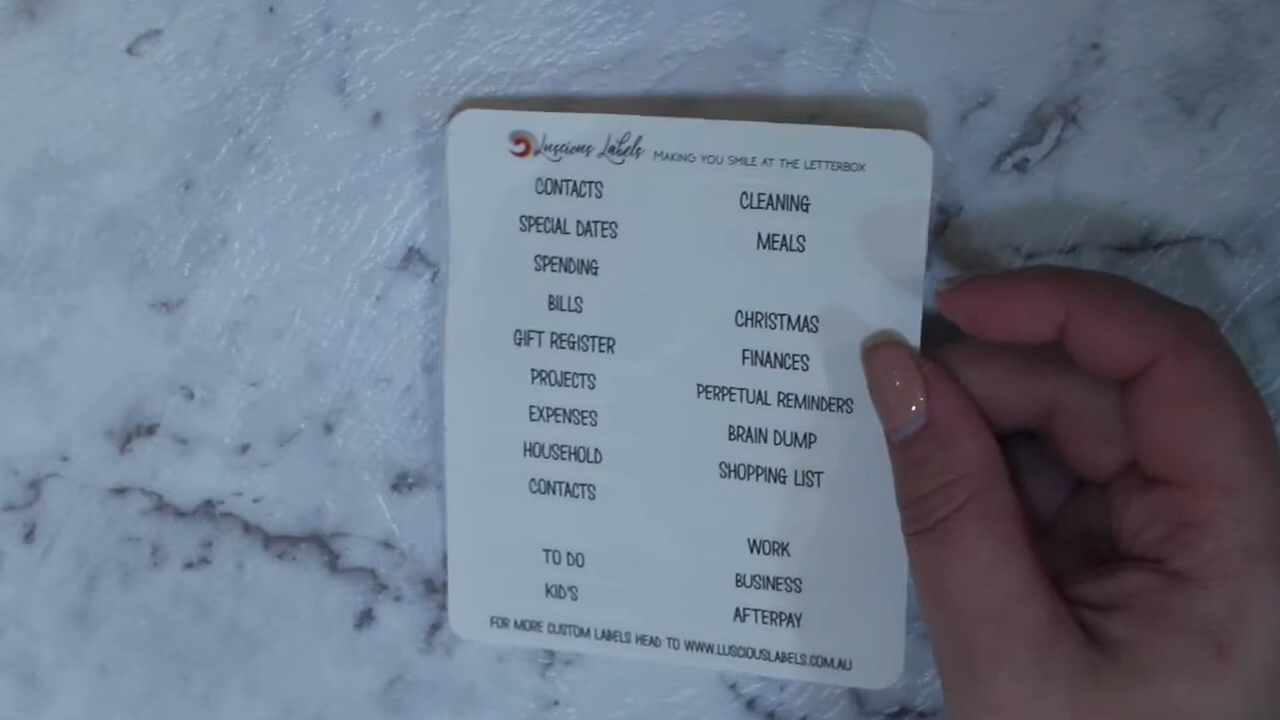 Luscious Labels MAKING YOU SMILE AT THE LETTERBOX
CONTACTS
SPECIAL DATES
SPENDING
BILLS
GIFT REGISTER
PROJECTS
EXPENSES
HOUSEHOLD
CONTACTS
TO DO
KID'S
CLEANING
MEALS
CHRISTMAS
FINANCES
PERPETUAL REMINDERS
BRAIN DUMP
SHOPPING LIST
WORK
BUSINESS
AFTERPAY
FOR MORE CUSTOM LABELS HEAD TO WWW.LUSCIOUSLABELS.COM.AU